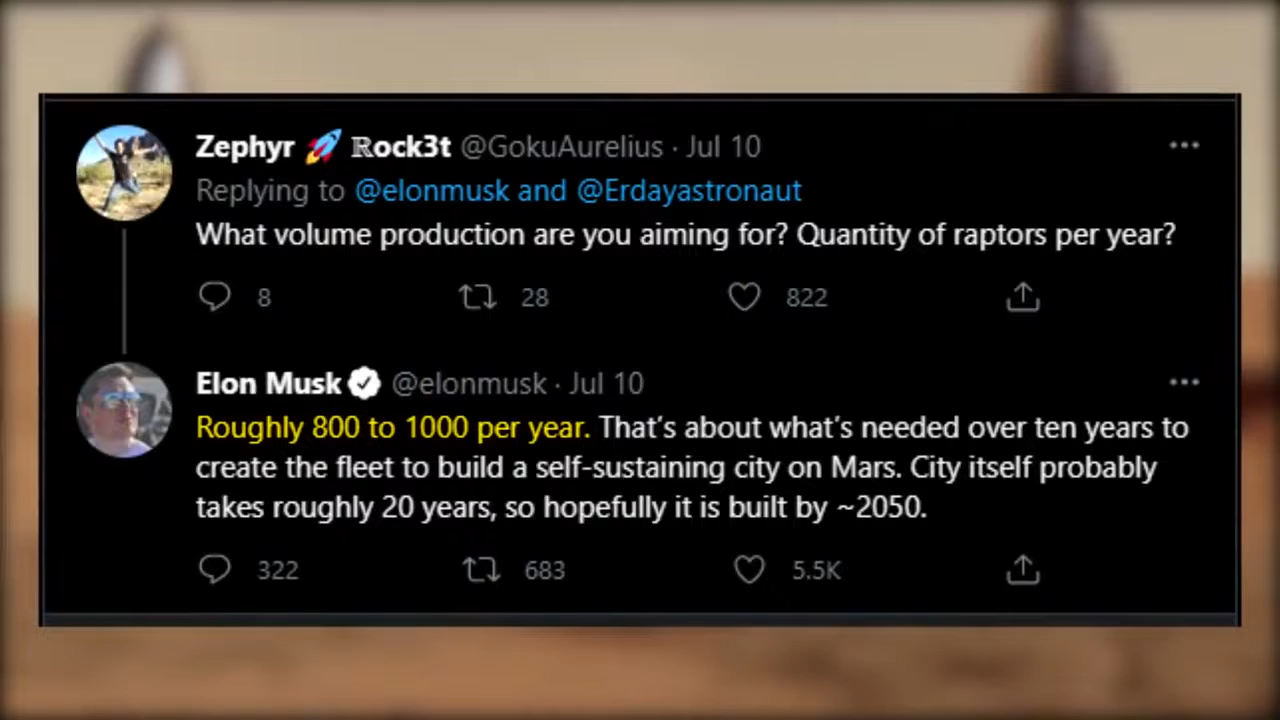 Zephyr 🚀 ℝock3t @GokuAurelius · Jul 10
Replying to @elonmusk and @Erdayastronaut
What volume production are you aiming for? Quantity of raptors per year?
8 28 822
Elon Musk @elonmusk · Jul 10
Roughly 800 to 1000 per year. That’s about what’s needed over ten years to
create the fleet to build a self-sustaining city on Mars. City itself probably
takes roughly 20 years, so hopefully it is built by ~2050.
322 683 5.5K